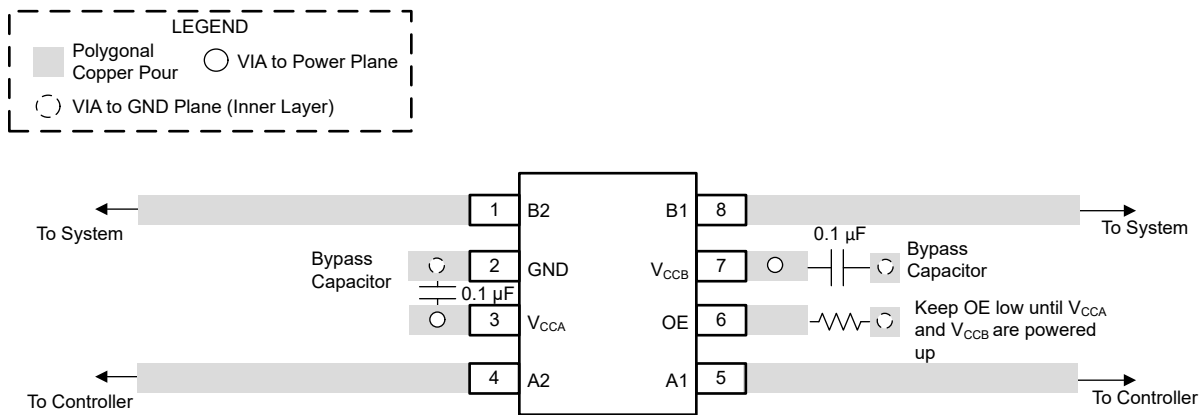 LEGEND
Polygonal
Copper Pour
VIA to Power Plane
VIA to GND Plane (Inner Layer)
1 B2
B1 8
To System
To System
Bypass
Capacitor
2 GND
0.1 µF
3 VCCA
VCCB 7
0.1 µF
Bypass
Capacitor
OE 6
Keep OE low until VCCA
and VCCB are powered
up
4 A2
A1 5
To Controller
To Controller